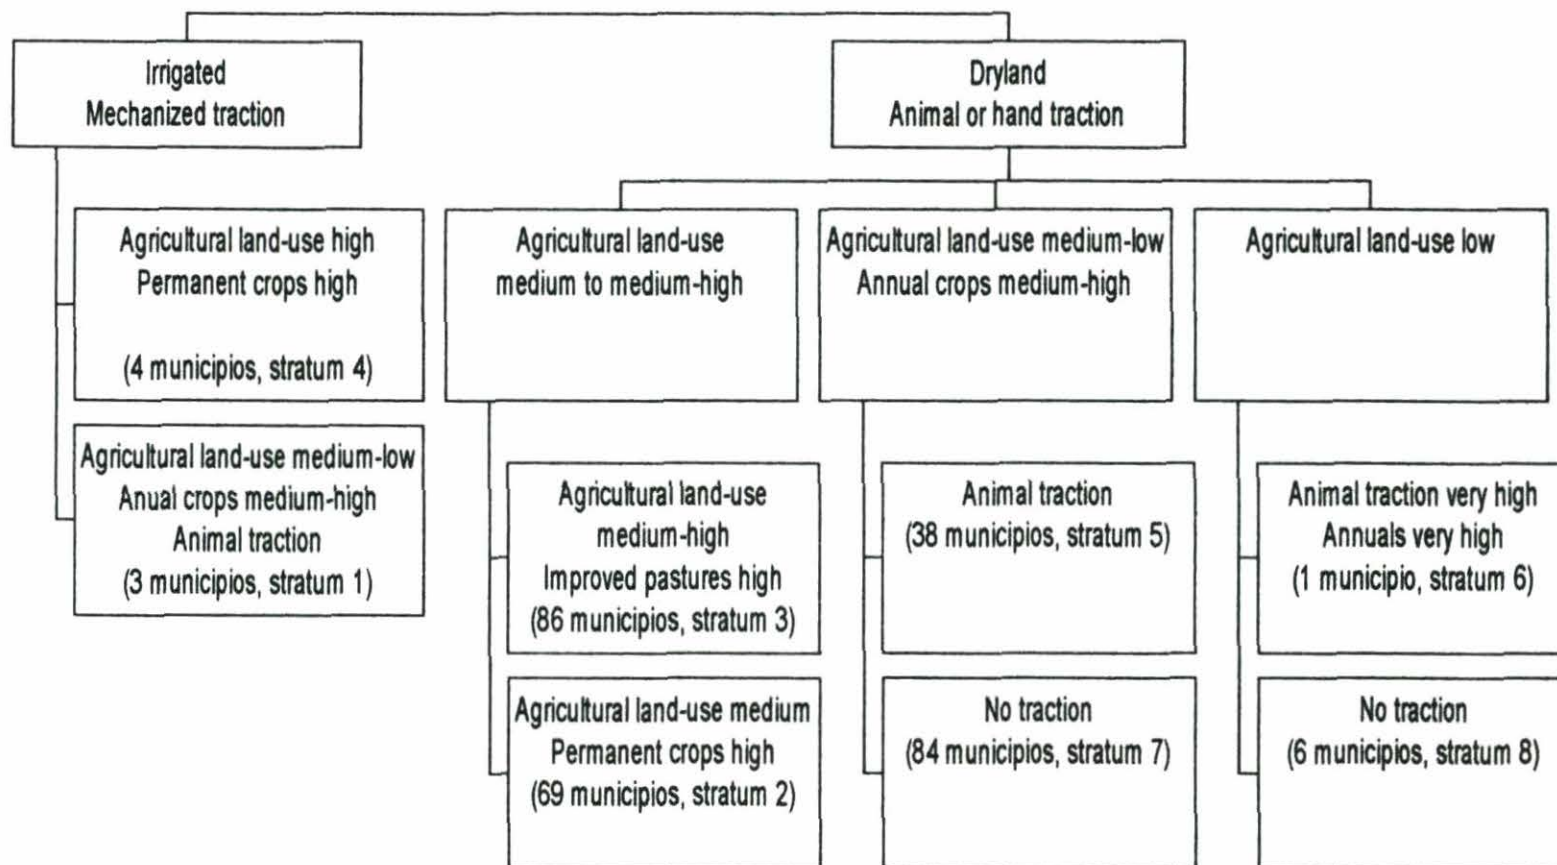 Irrigated
Mechanized traction
Dryland
Animal or hand traction
Agricultural land-use high
Permanent crops high
(4 municipios, stratum 4)
Agricultural land-use medium-low
Anual crops medium-high
Animal traction
(3 municipios, stratum 1)
Agricultural land-use
medium to medium-high
Agricultural land-use
medium-high
Improved pastures high
(86 municipios, stratum 3)
Agricultural land-use medium
Permanent crops high
(69 municipios, stratum 2)
Agricultural land-use medium-low
Annual crops medium-high
Animal traction
(38 municipios, stratum 5)
No traction
(84 municipios, stratum 7)
Agricultural land-use low
Animal traction very high
Annuals very high
(1 municipio, stratum 6)
No traction
(6 municipios, stratum 8)